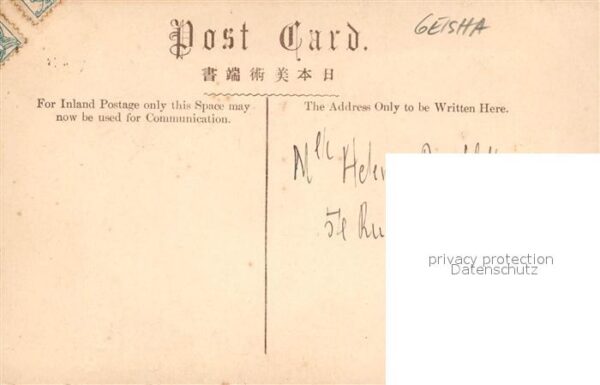 Post Card.
GEISHA
書端術美本日
For Inland Postage only this Space may
now be used for Communication.
The Address Only to be Written Here.
Mlle
privacy protection
Datenschutz